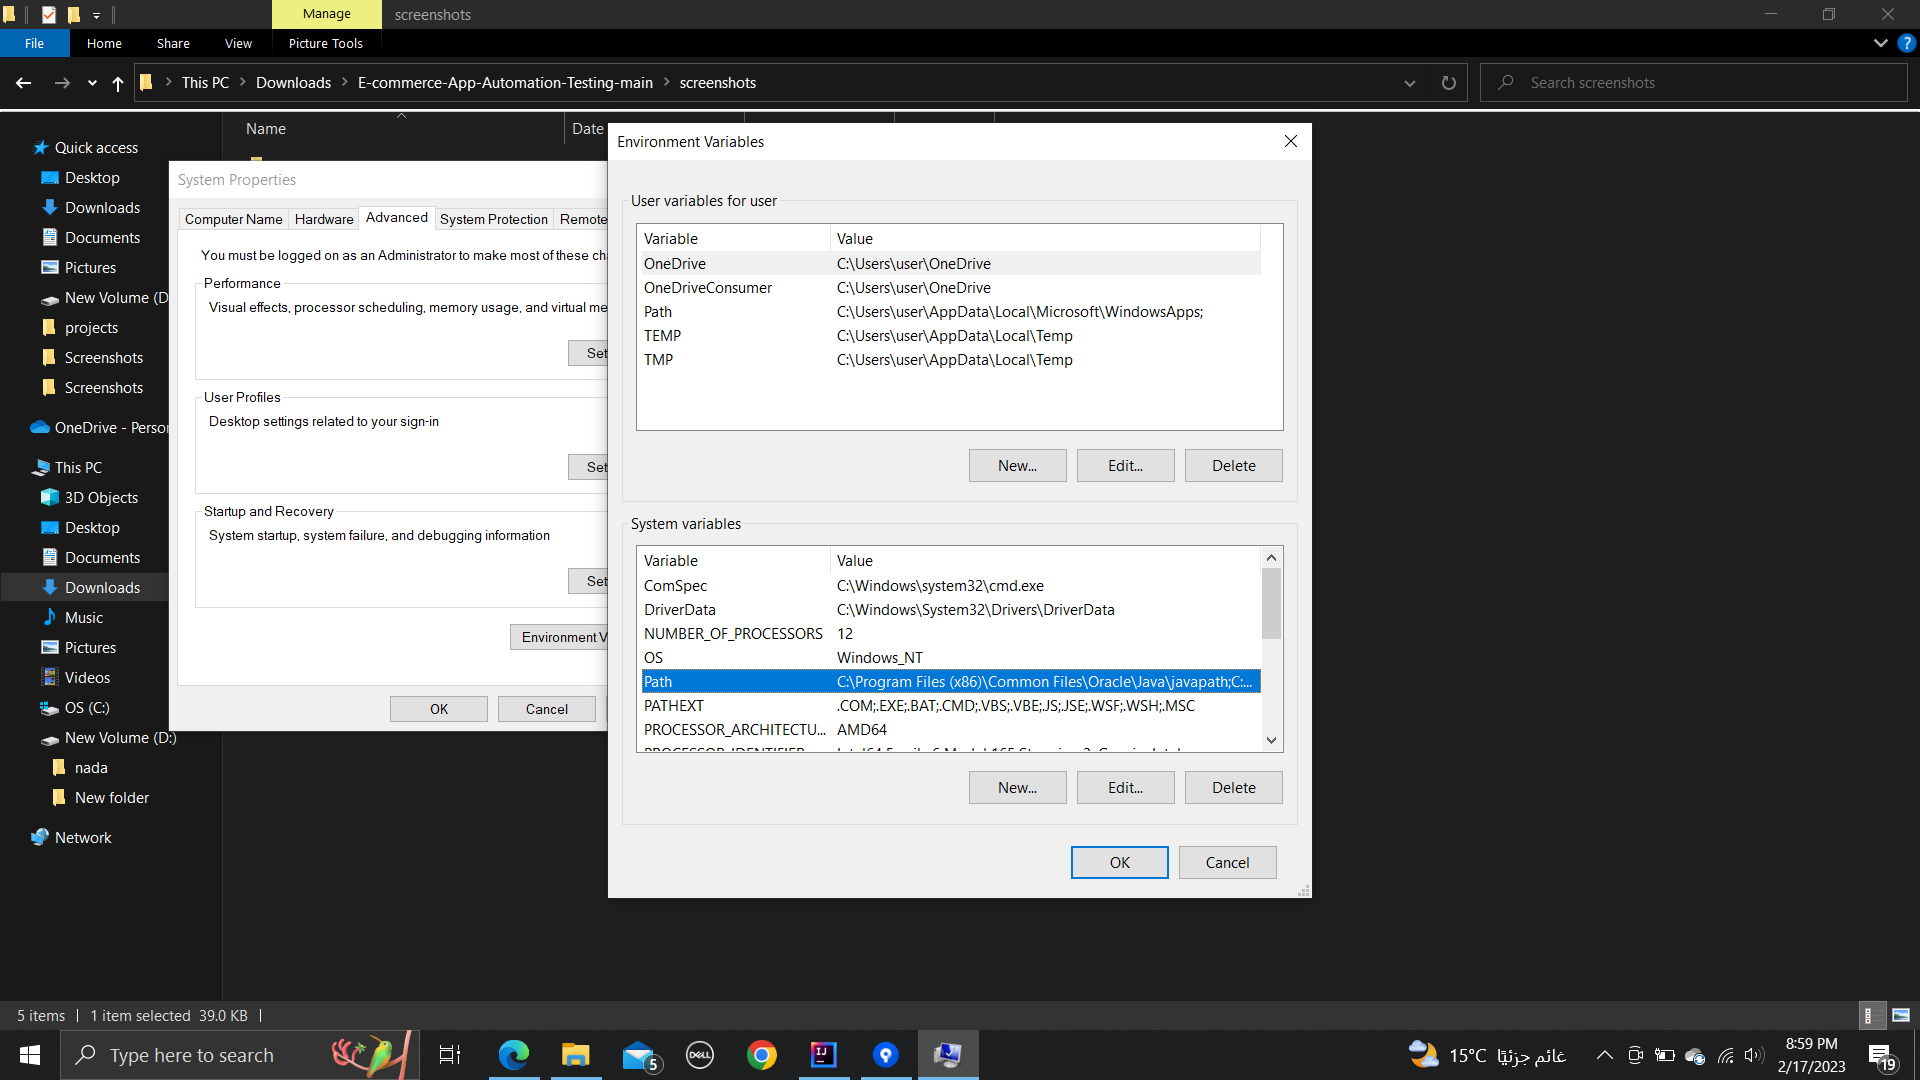 Manage
screenshots
File
Home
Share
View
Picture Tools
This PC
Downloads
E-commerce-App-Automation-Testing-main
screenshots
Search screenshots
Name
Date
Quick access
Desktop
Downloads
Documents
Pictures
New Volume (D
projects
Screenshots
Screenshots
OneDrive - Person
This PC
3D Objects
Desktop
Documents
Downloads
Music
Pictures
Videos
OS (C:)
New Volume (D:)
nada
New folder
Network
System Properties
Computer Name
Hardware
Advanced
System Protection
Remote
You must be logged on as an Administrator to make most of these cha
Performance
Visual effects, processor scheduling, memory usage, and virtual me
Set
User Profiles
Desktop settings related to your sign-in
Set
Startup and Recovery
System startup, system failure, and debugging information
Set
Environment V
OK
Cancel
Environment Variables
User variables for user
Variable Value
OneDrive C:\Users\user\OneDrive
OneDriveConsumer C:\Users\user\OneDrive
Path C:\Users\user\AppData\Local\Microsoft\WindowsApps;
TEMP C:\Users\user\AppData\Local\Temp
TMP C:\Users\user\AppData\Local\Temp
New...
Edit...
Delete
System variables
Variable Value
ComSpec C:\Windows\system32\cmd.exe
DriverData C:\Windows\System32\Drivers\DriverData
NUMBER_OF_PROCESSORS 12
OS Windows_NT
Path C:\Program Files (x86)\Common Files\Oracle\Java\javapath;C:...
PATHEXT .COM;.EXE;.BAT;.CMD;.VBS;.VBE;.JS;.JSE;.WSF;.WSH;.MSC
PROCESSOR_ARCHITECTU... AMD64
New...
Edit...
Delete
OK
Cancel
5 items
1 item selected 39.0 KB
Type here to search
5
DELL
IJ
15°C غائم جزئيًا
8:59 PM
2/17/2023
19